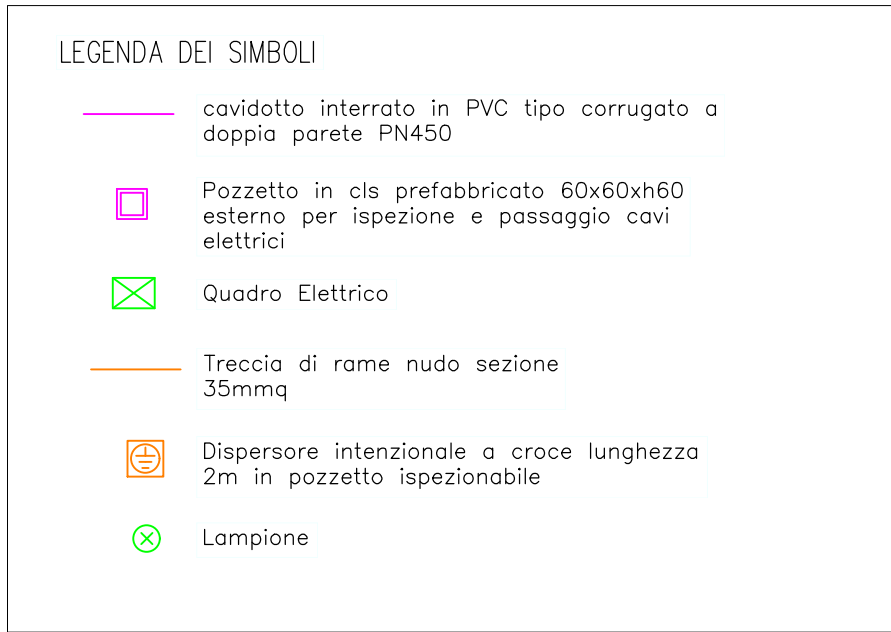 LEGENDA DEI SIMBOLI
cavidotto interrato in PVC tipo corrugato a
doppia parete PN450
Pozzetto in cls prefabbricato 60x60xh60
esterno per ispezione e passaggio cavi
elettrici
Quadro Elettrico
Treccia di rame nudo sezione
35mmq
Dispersore intenzionale a croce lunghezza
2m in pozzetto ispezionabile
Lampione